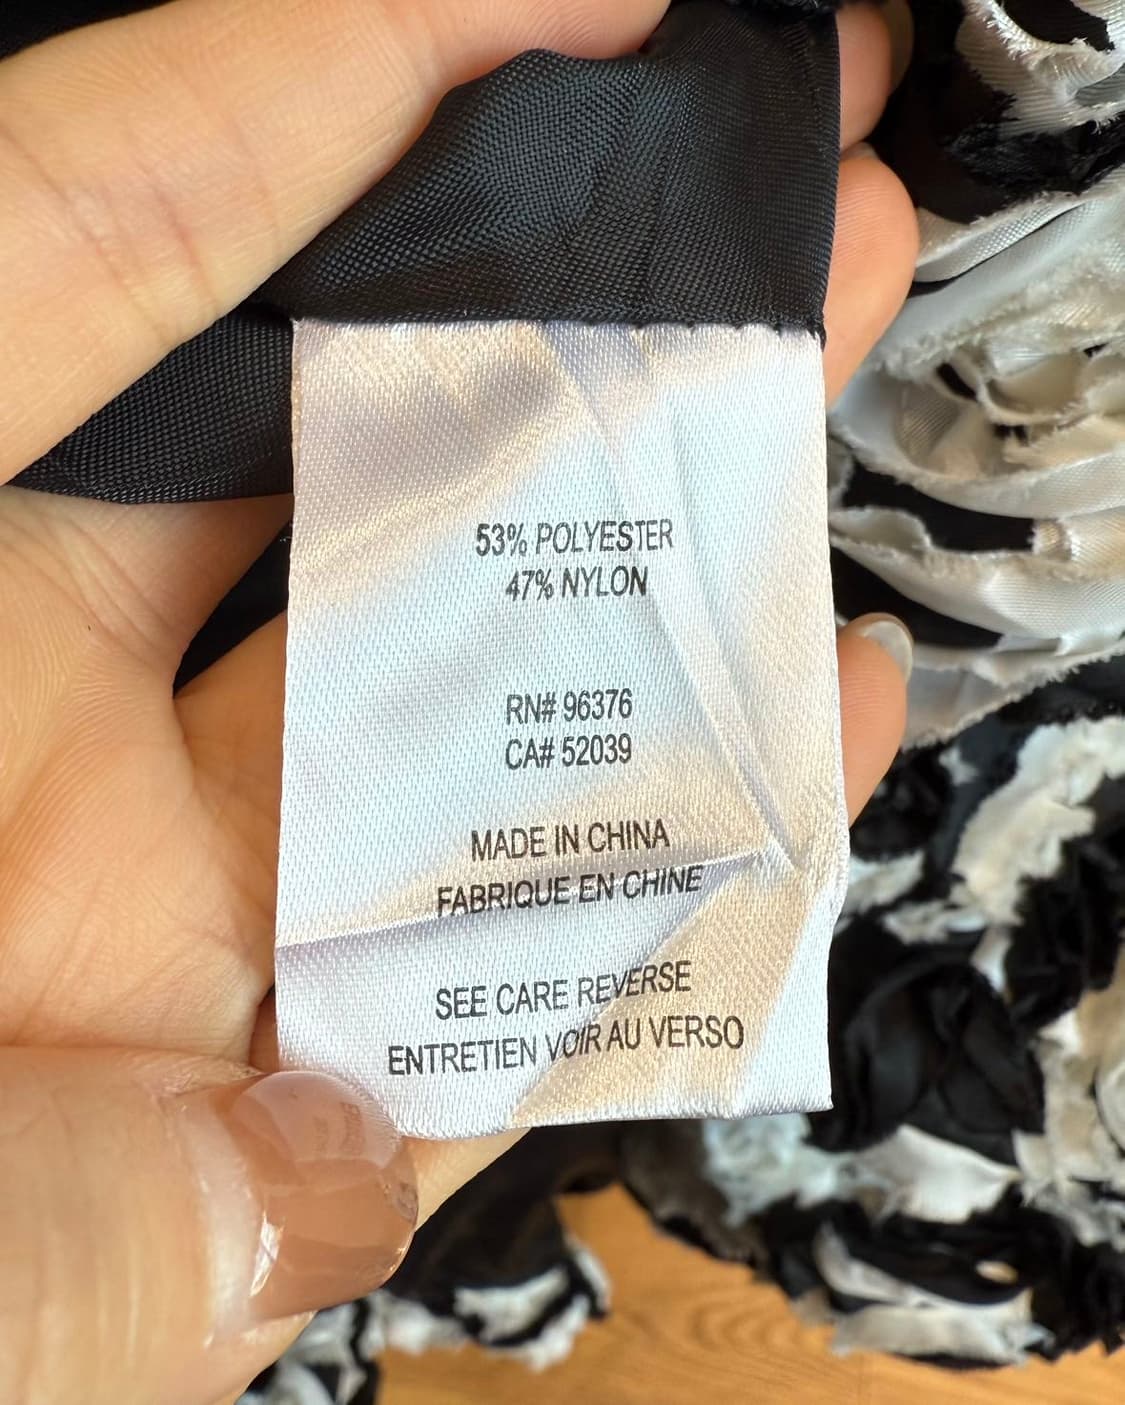 53% POLYESTER
47% NYLON
RN# 96376
CA# 52039
MADE IN CHINA
FABRIQUE EN CHINE
SEE CARE REVERSE
ENTRETIEN VOIR AU VERSO